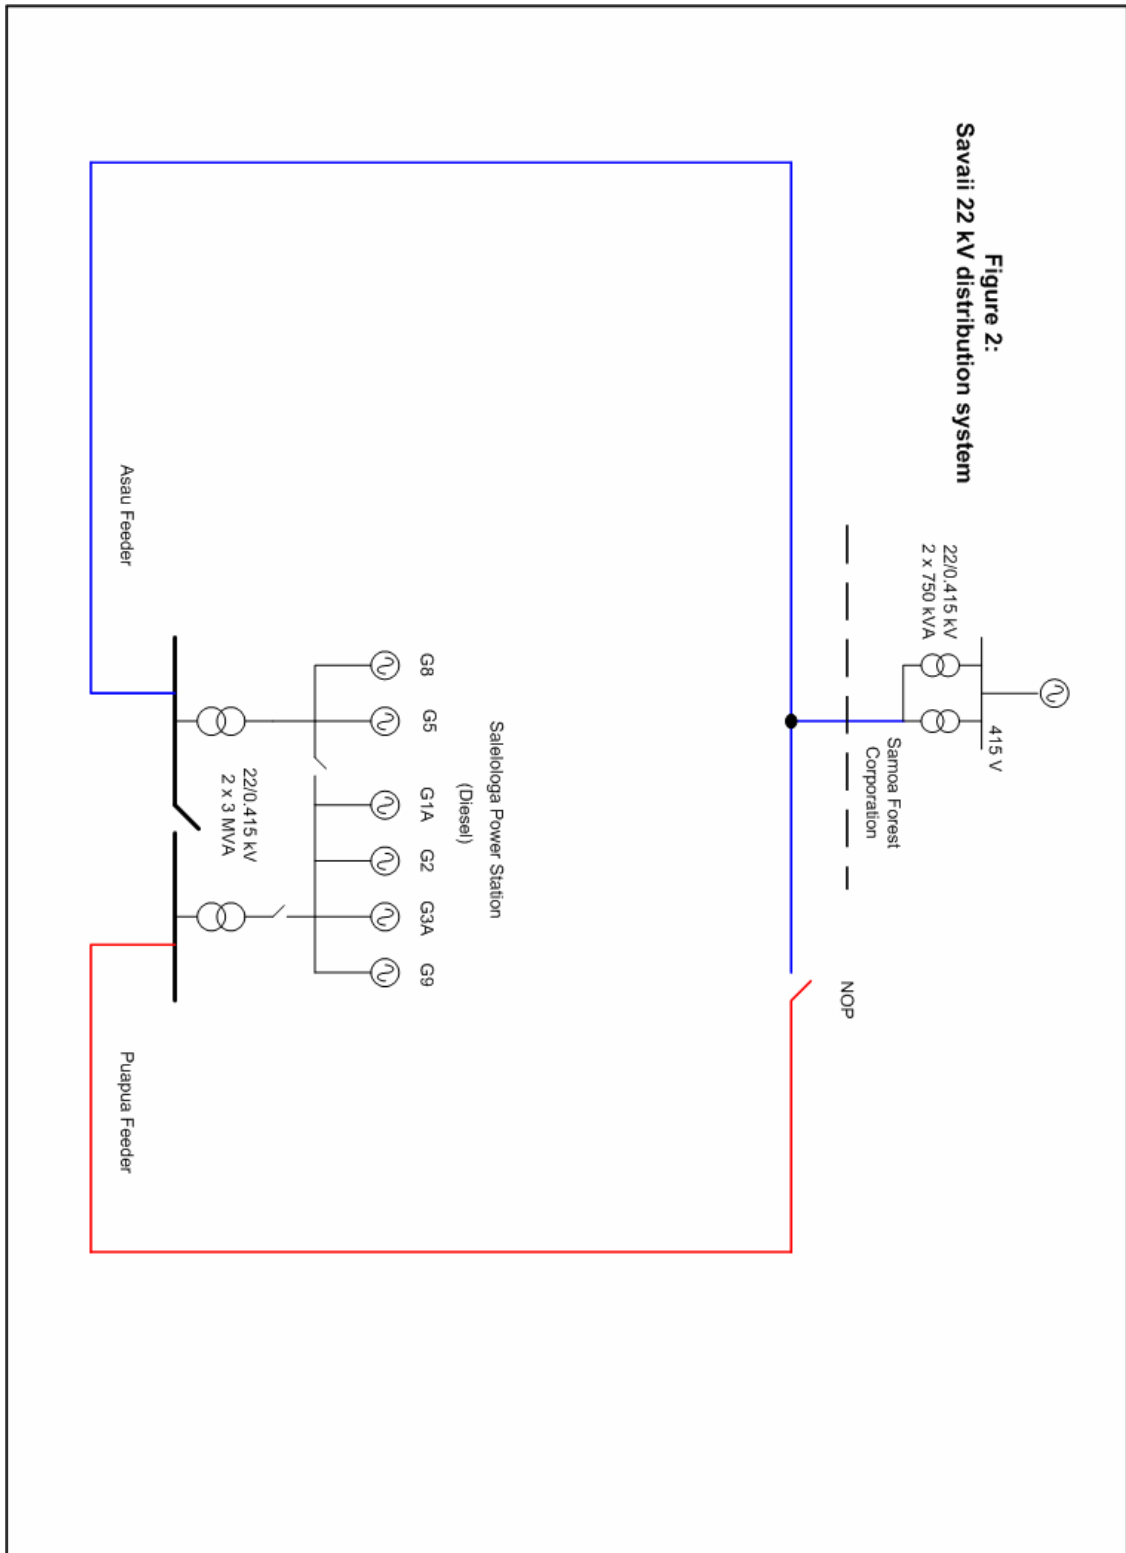 Figure 2:
Savaii 22 kV distribution system
415 V
22/0.415 kV
2 x 750 kVA
Samoa Forest
Corporation
NOP
Salelologa Power Station
(Diesel)
G8
G5
G1A
G2
G3A
G9
22/0.415 kV
2 x 3 MVA
Asau Feeder
Puapua Feeder